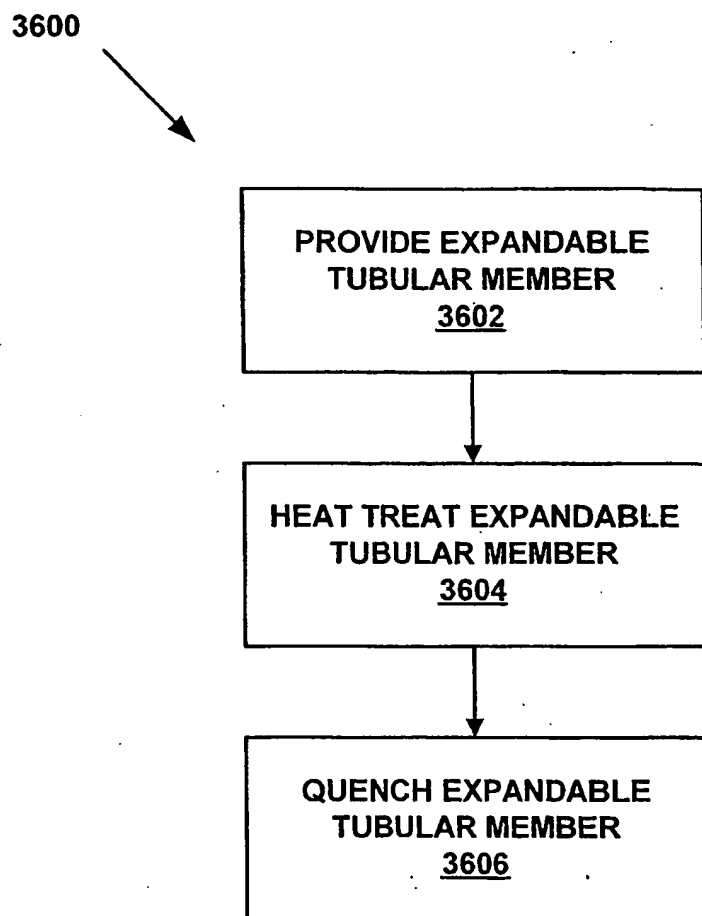 3600
PROVIDE EXPANDABLE
TUBULAR MEMBER
3602
HEAT TREAT EXPANDABLE
TUBULAR MEMBER
3604
QUENCH EXPANDABLE
TUBULAR MEMBER
3606